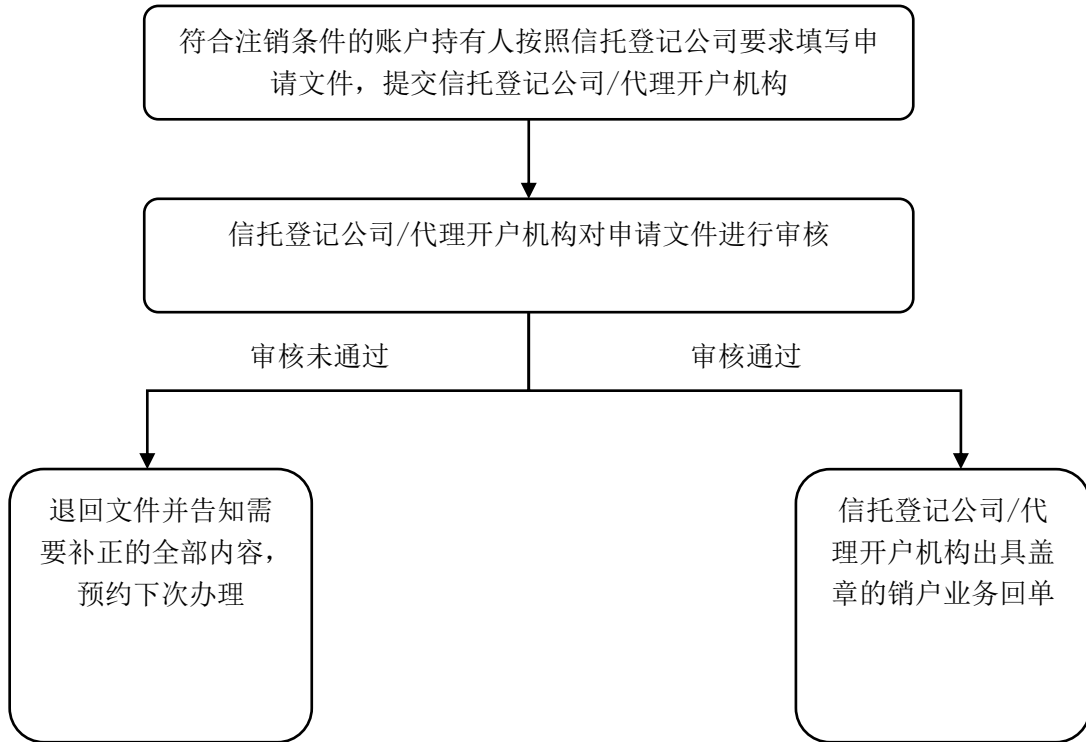 符合注销条件的账户持有人按照信托登记公司要求填写申
请文件，提交信托登记公司/代理开户机构
信托登记公司/代理开户机构对申请文件进行审核
审核未通过
审核通过
退回文件并告知需
要补正的全部内容，
预约下次办理
信托登记公司/代
理开户机构出具盖
章的销户业务回单